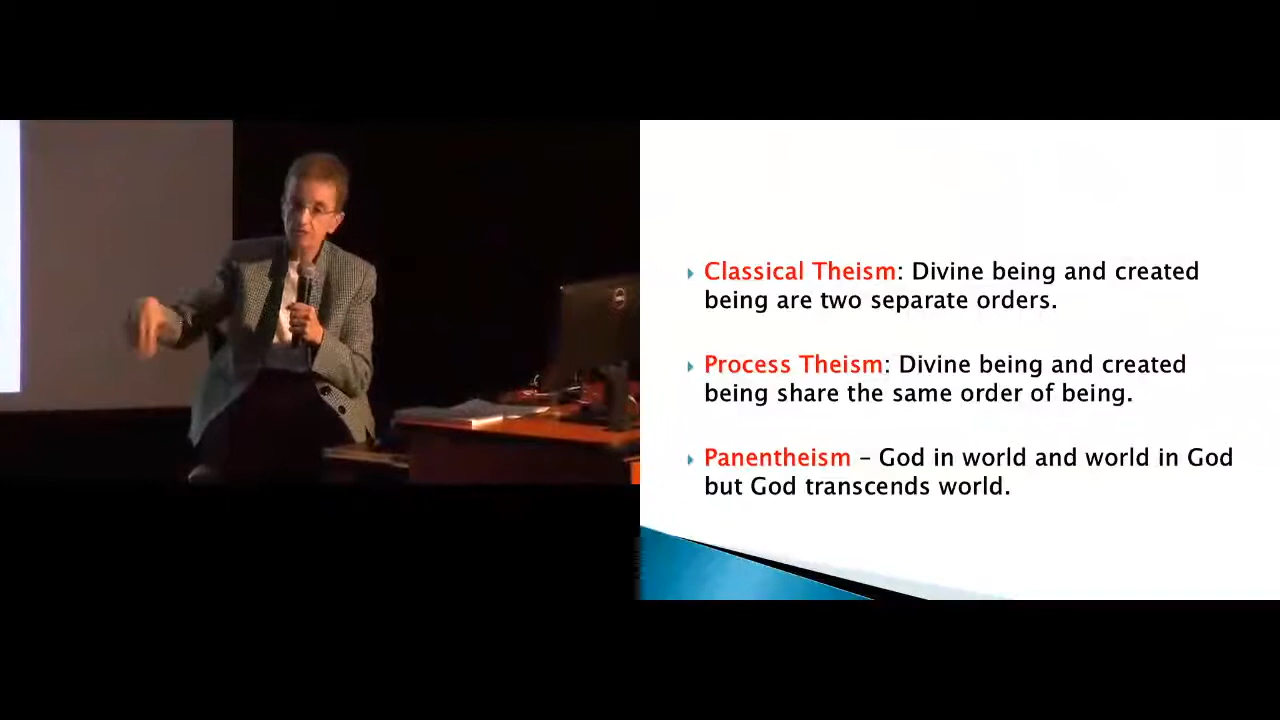 Classical Theism: Divine being and created
being are two separate orders.
Process Theism: Divine being and created
being share the same order of being.
Panentheism – God in world and world in God
but God transcends world.